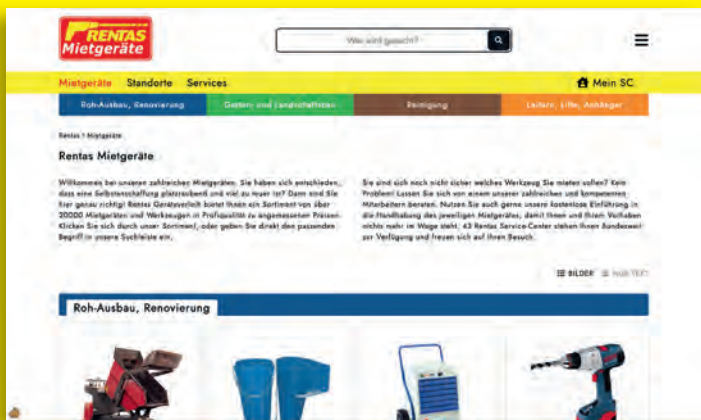 RENTAS
Mietgeräte
Was wird gesucht?
Mietgeräte Standorte Services
Mein SC
Roh-Ausbau, Renovierung
Garten- und Landschaftsbau
Reinigung
Leitern, Lifte, Anhänger
Rentas > Mietgeräte
Rentas Mietgeräte
Willkommen bei unseren zahlreichen Mietgeräten. Sie haben sich entschieden,
dass eine Selbstanschaffung platzraubend und viel zu teuer ist? Dann sind Sie
hier genau richtig! Rentas Geräteverleih bietet Ihnen ein Sortiment von über
20000 Mietgeräten und Werkzeugen in Profiqualität zu angemessenen Preisen.
Klicken Sie sich durch unser Sortiment, oder geben Sie direkt den passenden
Begriff in unsere Suchleiste ein.
Sie sind sich noch nicht sicher welches Werkzeug Sie mieten sollen? Kein
Problem! Lassen Sie sich von einem unserer zahlreichen und kompetenten
Mitarbeitern beraten. Nutzen Sie auch gerne unsere kostenlose Einführung in
die Handhabung des jeweiligen Mietgeräts, damit Ihnen und Ihrem Vorhaben
nichts mehr im Wege steht. 43 Rentas Service-Center stehen Ihnen Bundesweit
zur Verfügung und freuen sich auf Ihren Besuch.
BILDER
NUR TEXT
Roh-Ausbau, Renovierung